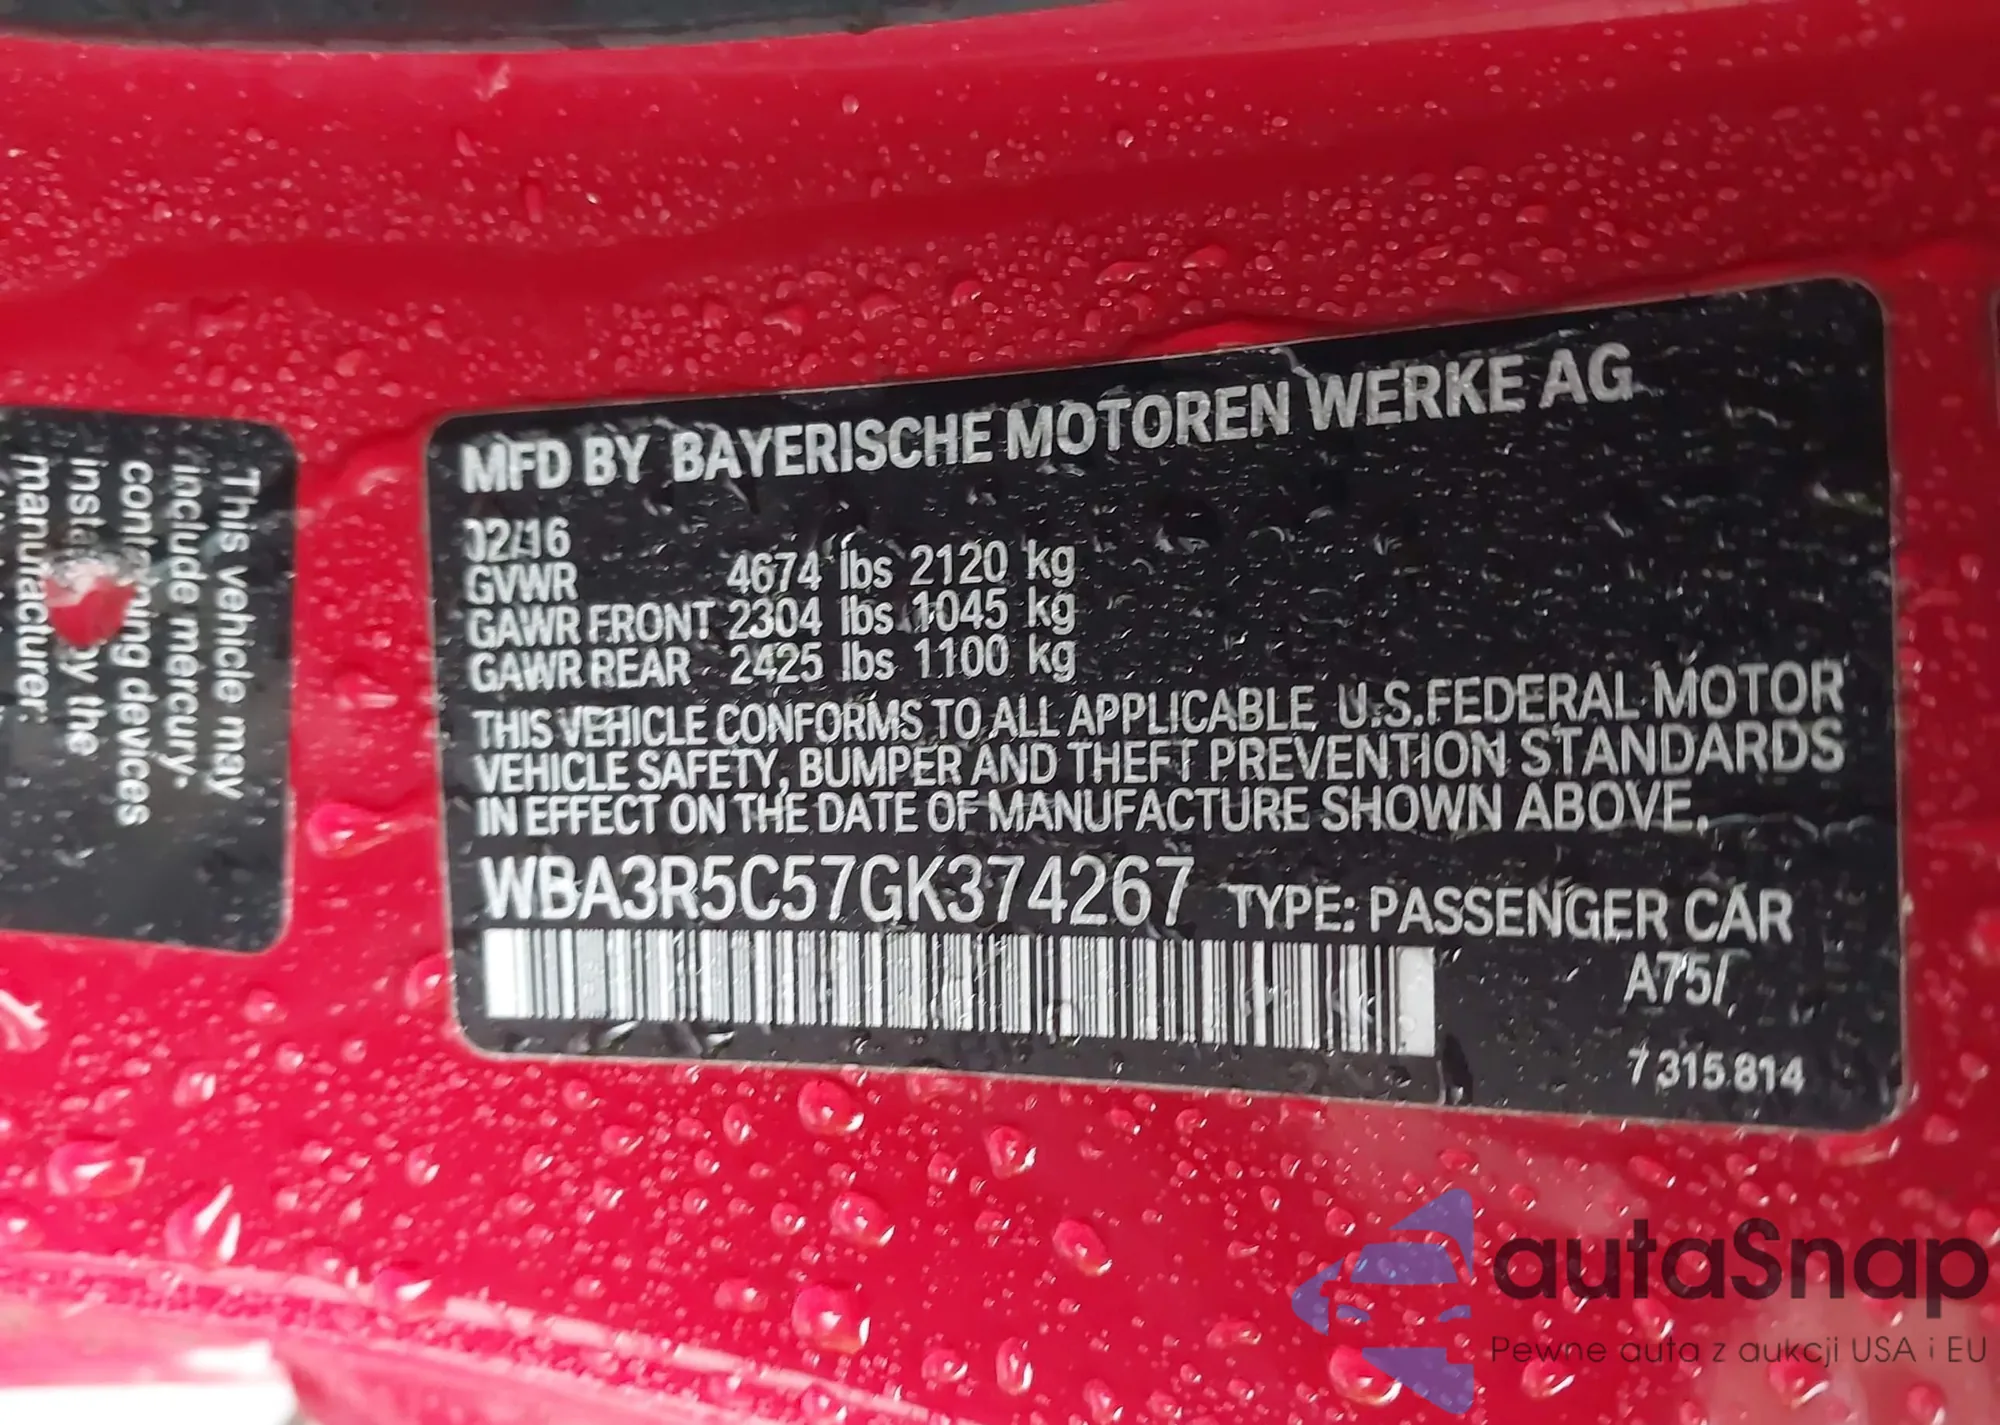 This vehicle may
include mercury-
containing devices
by the
manufacturer:
MFD BY BAYERISCHE MOTOREN WERKE AG
02/16
GVWR 4674 lbs 2120 kg
GAWR FRONT 2304 lbs 1045 kg
GAWR REAR 2425 lbs 1100 kg
THIS VEHICLE CONFORMS TO ALL APPLICABLE U.S.FEDERAL MOTOR
VEHICLE SAFETY, BUMPER AND THEFT PREVENTION STANDARDS
IN EFFECT ON THE DATE OF MANUFACTURE SHOWN ABOVE.
WBA3R5C57GK374267 TYPE: PASSENGER CAR
A75/
7 315 814
autaSnap
Pewne auta z aukcji USA i EU